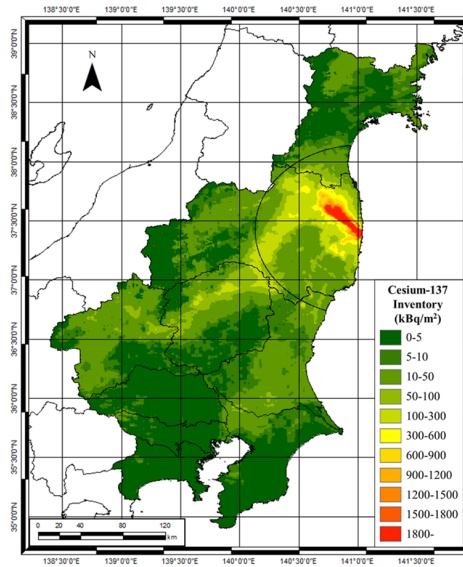 138°30'0"E 139°0'0"E 139°30'0"E 140°0'0"E 140°30'0"E 141°0'0"E 141°30'0"E
39°0'0"N
N
38°30'0"N
38°0'0"N
37°30'0"N
37°0'0"N
36°30'0"N
36°0'0"N
35°30'0"N
35°0'0"N
Cesium-137
Inventory
(kBq/m²)
0-5
5-10
10-50
50-100
100-300
300-600
600-900
900-1200
1200-1500
1500-1800
1800-
0 20 40 80 120
km
138°30'0"E 139°0'0"E 139°30'0"E 140°0'0"E 140°30'0"E 141°0'0"E 141°30'0"E